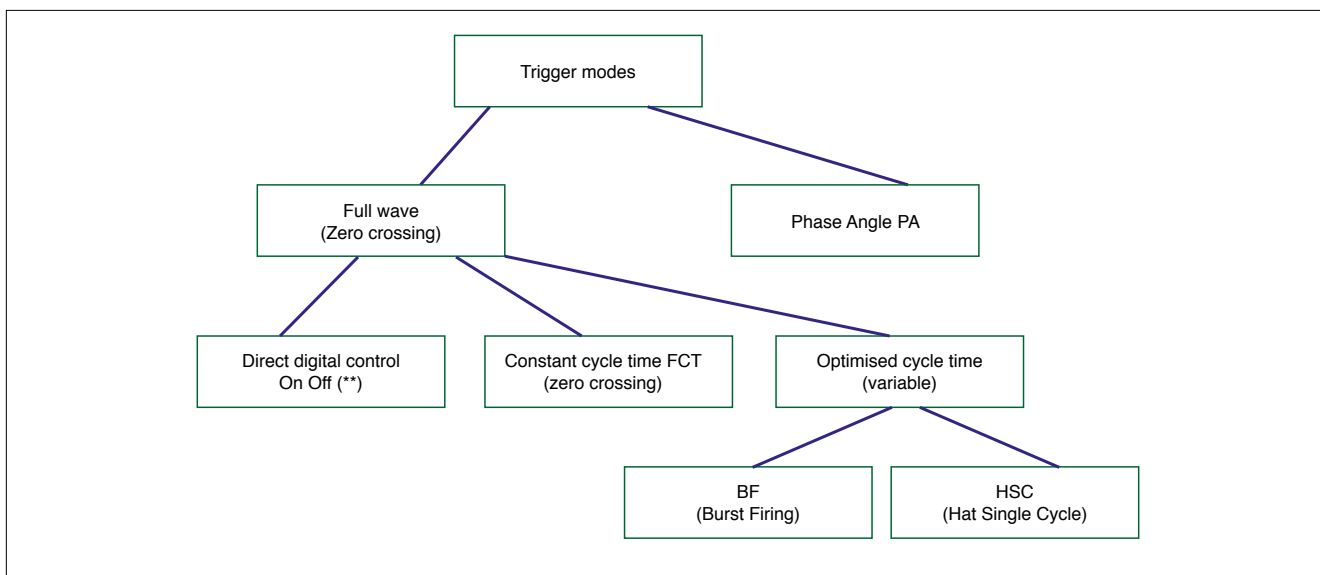 Trigger modes
Full wave
(Zero crossing)
Phase Angle PA
Direct digital control
On Off (**)
Constant cycle time FCT
(zero crossing)
Optimised cycle time
(variable)
BF
(Burst Firing)
HSC
(Hat Single Cycle)